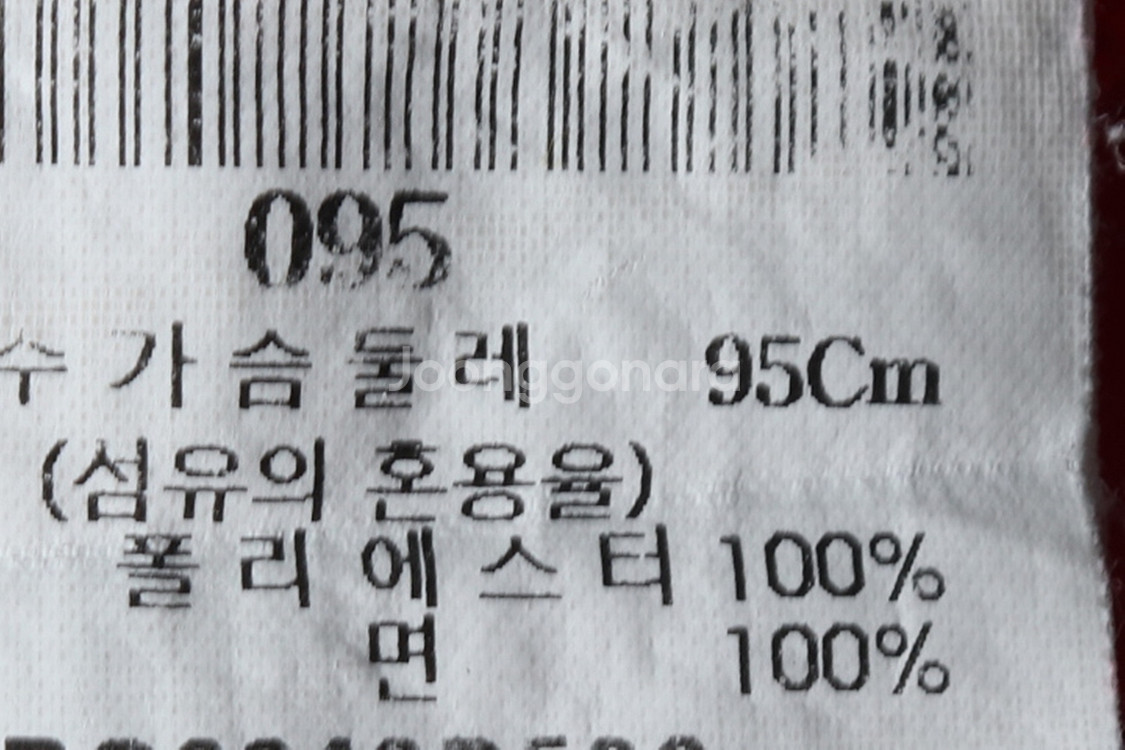 095
수 가슴둘레 95Cm
Joonggonara
(섬유의 혼용율)
폴리에스터 100%
면 100%